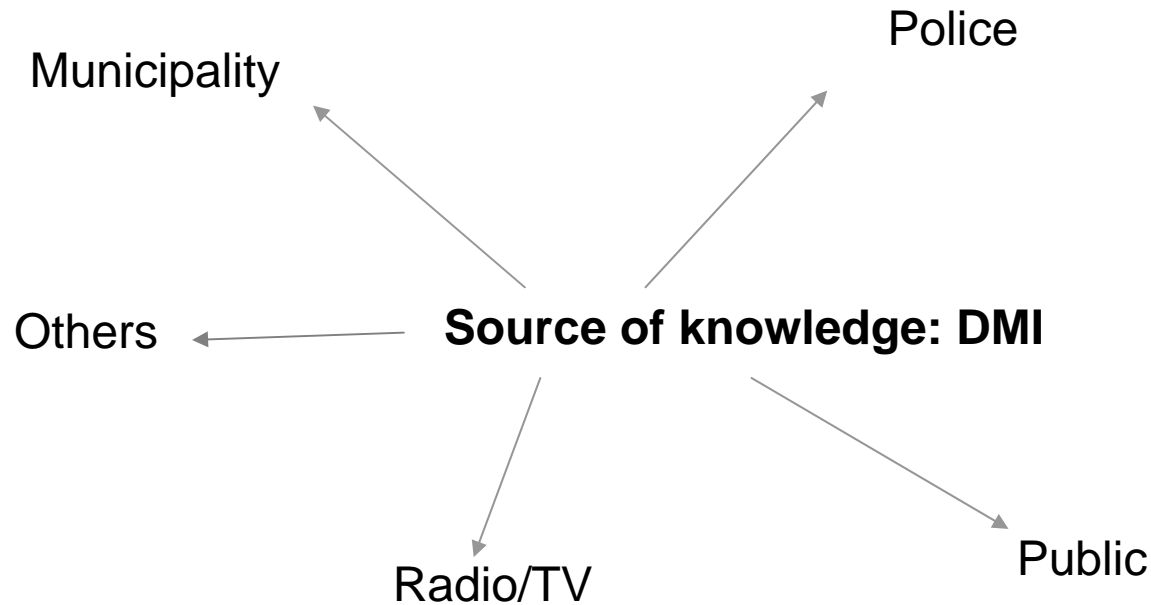 Police
Municipality
Others
Source of knowledge: DMI
Public
Radio/TV